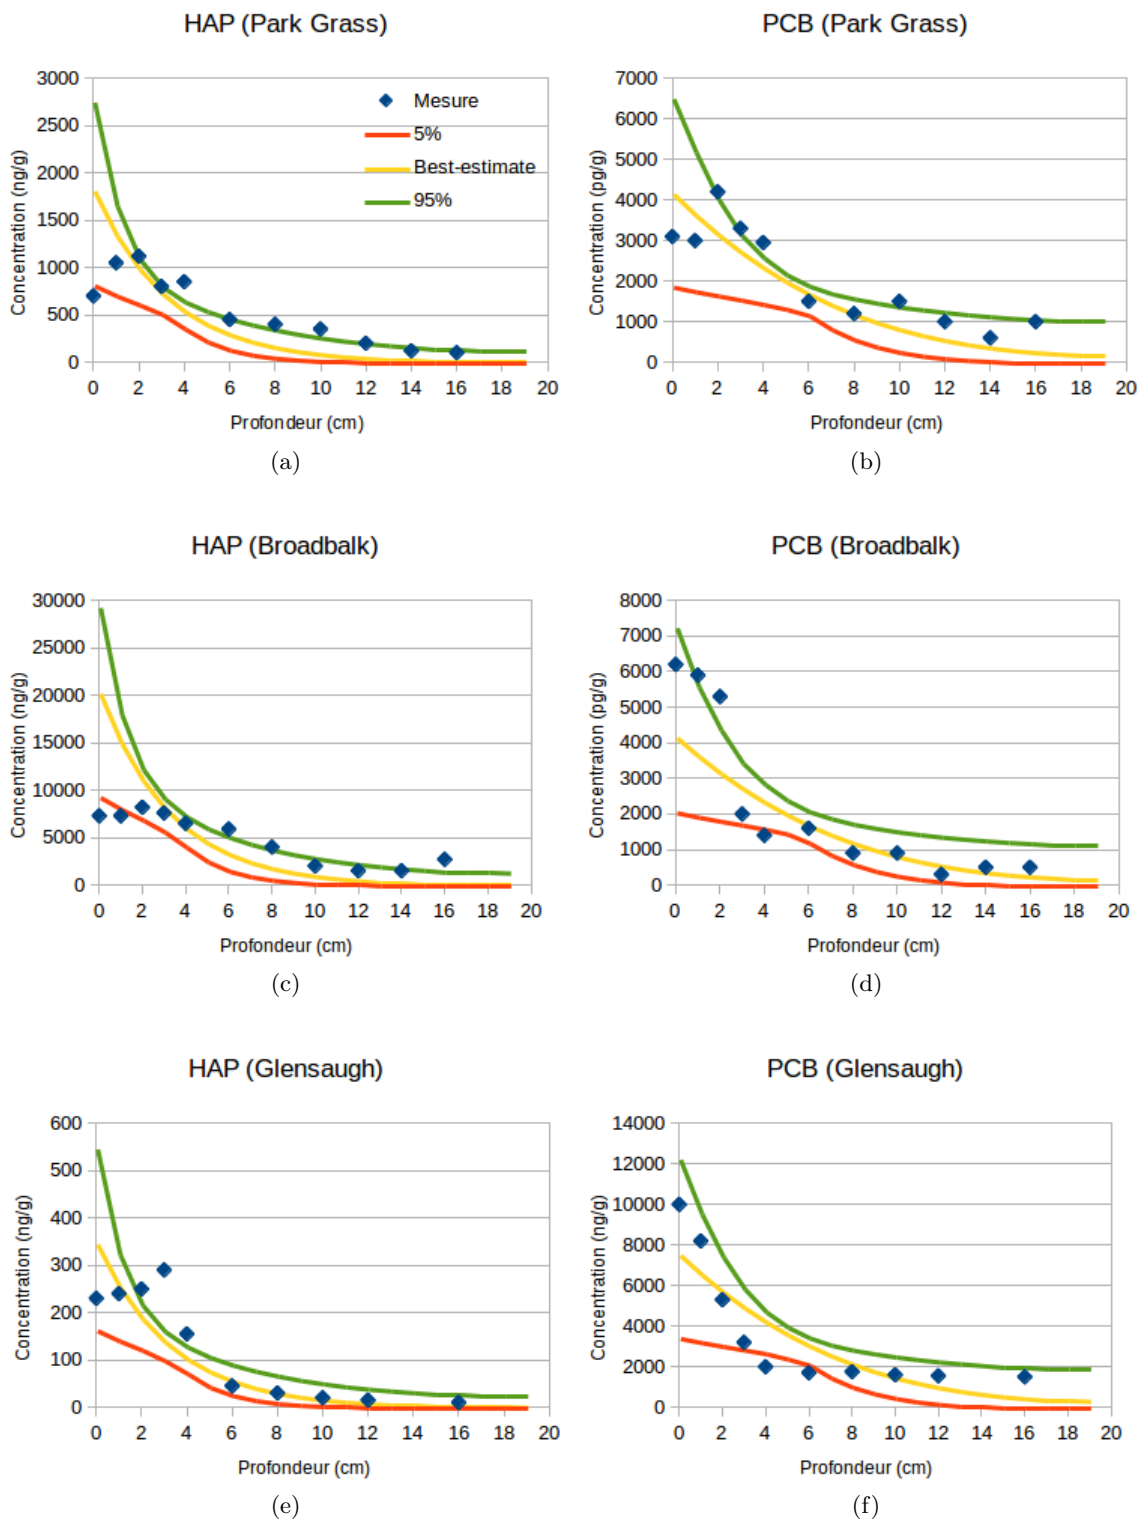 HAP (Park Grass)
3000
2500
2000
1500
1000
500
0
0 2 4 6 8 10 12 14 16 18 20
Concentration (ng/g)
Profondeur (cm)
Mesure
5%
Best-estimate
95%
(a)
PCB (Park Grass)
7000
6000
5000
4000
3000
2000
1000
0
0 2 4 6 8 10 12 14 16 18 20
Concentration (pg/g)
Profondeur (cm)
(b)
HAP (Broadbalk)
30000
25000
20000
15000
10000
5000
0
0 2 4 6 8 10 12 14 16 18 20
Concentration (ng/g)
Profondeur (cm)
(c)
PCB (Broadbalk)
8000
7000
6000
5000
4000
3000
2000
1000
0
0 2 4 6 8 10 12 14 16 18 20
Concentration (pg/g)
Profondeur (cm)
(d)
HAP (Glensaugh)
600
500
400
300
200
100
0
0 2 4 6 8 10 12 14 16 18 20
Concentration (ng/g)
Profondeur (cm)
(e)
PCB (Glensaugh)
14000
12000
10000
8000
6000
4000
2000
0
0 2 4 6 8 10 12 14 16 18 20
Concentration (ng/g)
Profondeur (cm)
(f)